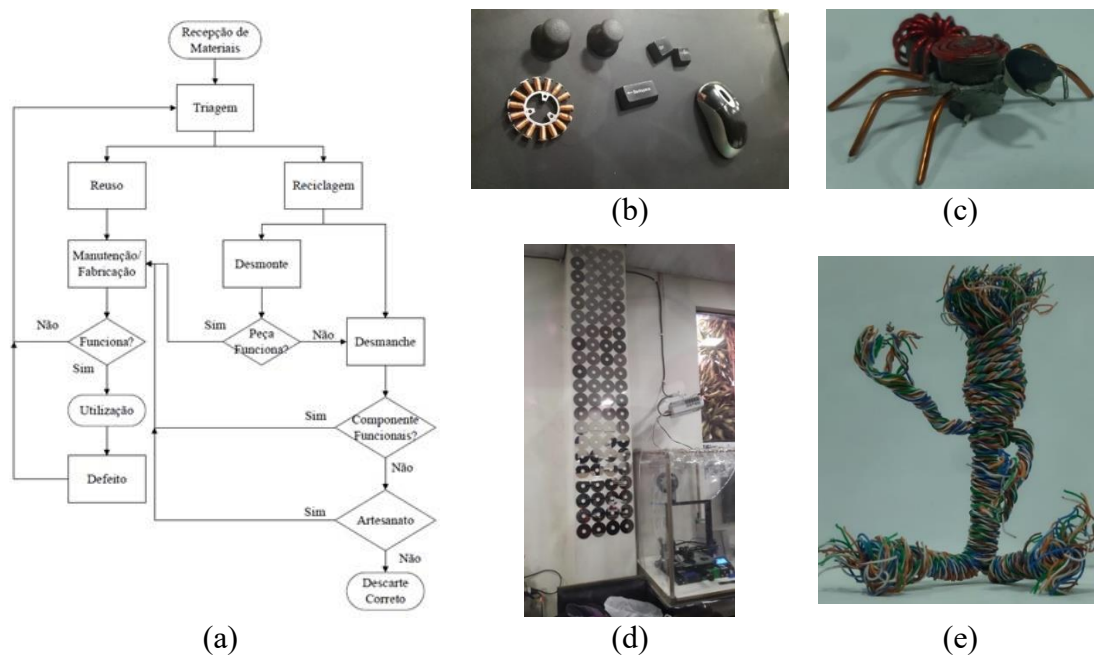 Recepção de
Materiais
Triagem
Reuso
Reciclagem
Manutenção/
Fabricação
Desmonte
Não
Funciona?
Sim
Sim
Peça
Funciona?
Não
Desmanche
Utilização
Sim
Componente
Funcionais?
Não
Defeito
Sim
Artesanato
Não
Descarte
Correto
(a)
(b)
(c)
(d)
(e)